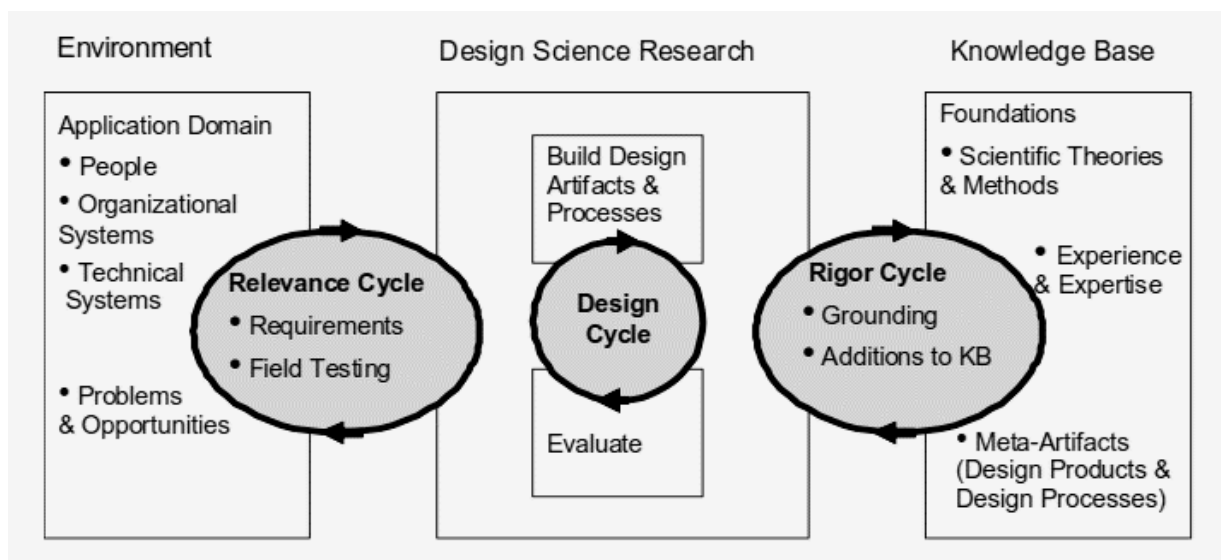 Environment
Design Science Research
Knowledge Base
Application Domain
• People
• Organizational
Systems
• Technical
Systems
• Problems
& Opportunities
Relevance Cycle
• Requirements
• Field Testing
Build Design
Artifacts &
Processes
Design
Cycle
Evaluate
Rigor Cycle
• Grounding
• Additions to KB
Foundations
• Scientific Theories
& Methods
• Experience
& Expertise
• Meta-Artifacts
(Design Products &
Design Processes)